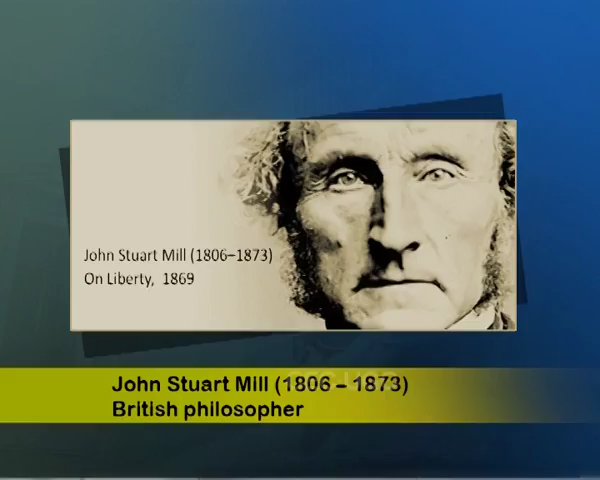 John Stuart Mill (1806–1873)
On Liberty, 1869
John Stuart Mill (1806 – 1873)
British philosopher